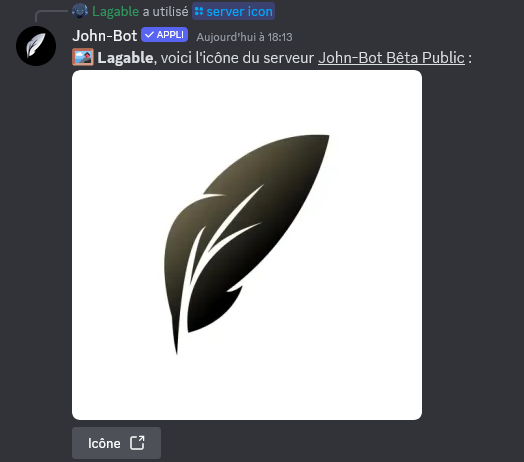 Lagable a utilisé server icon
John-Bot APPLI Aujourd'hui à 18:13
Lagable, voici l'icône du serveur John-Bot Bêta Public :
Icône